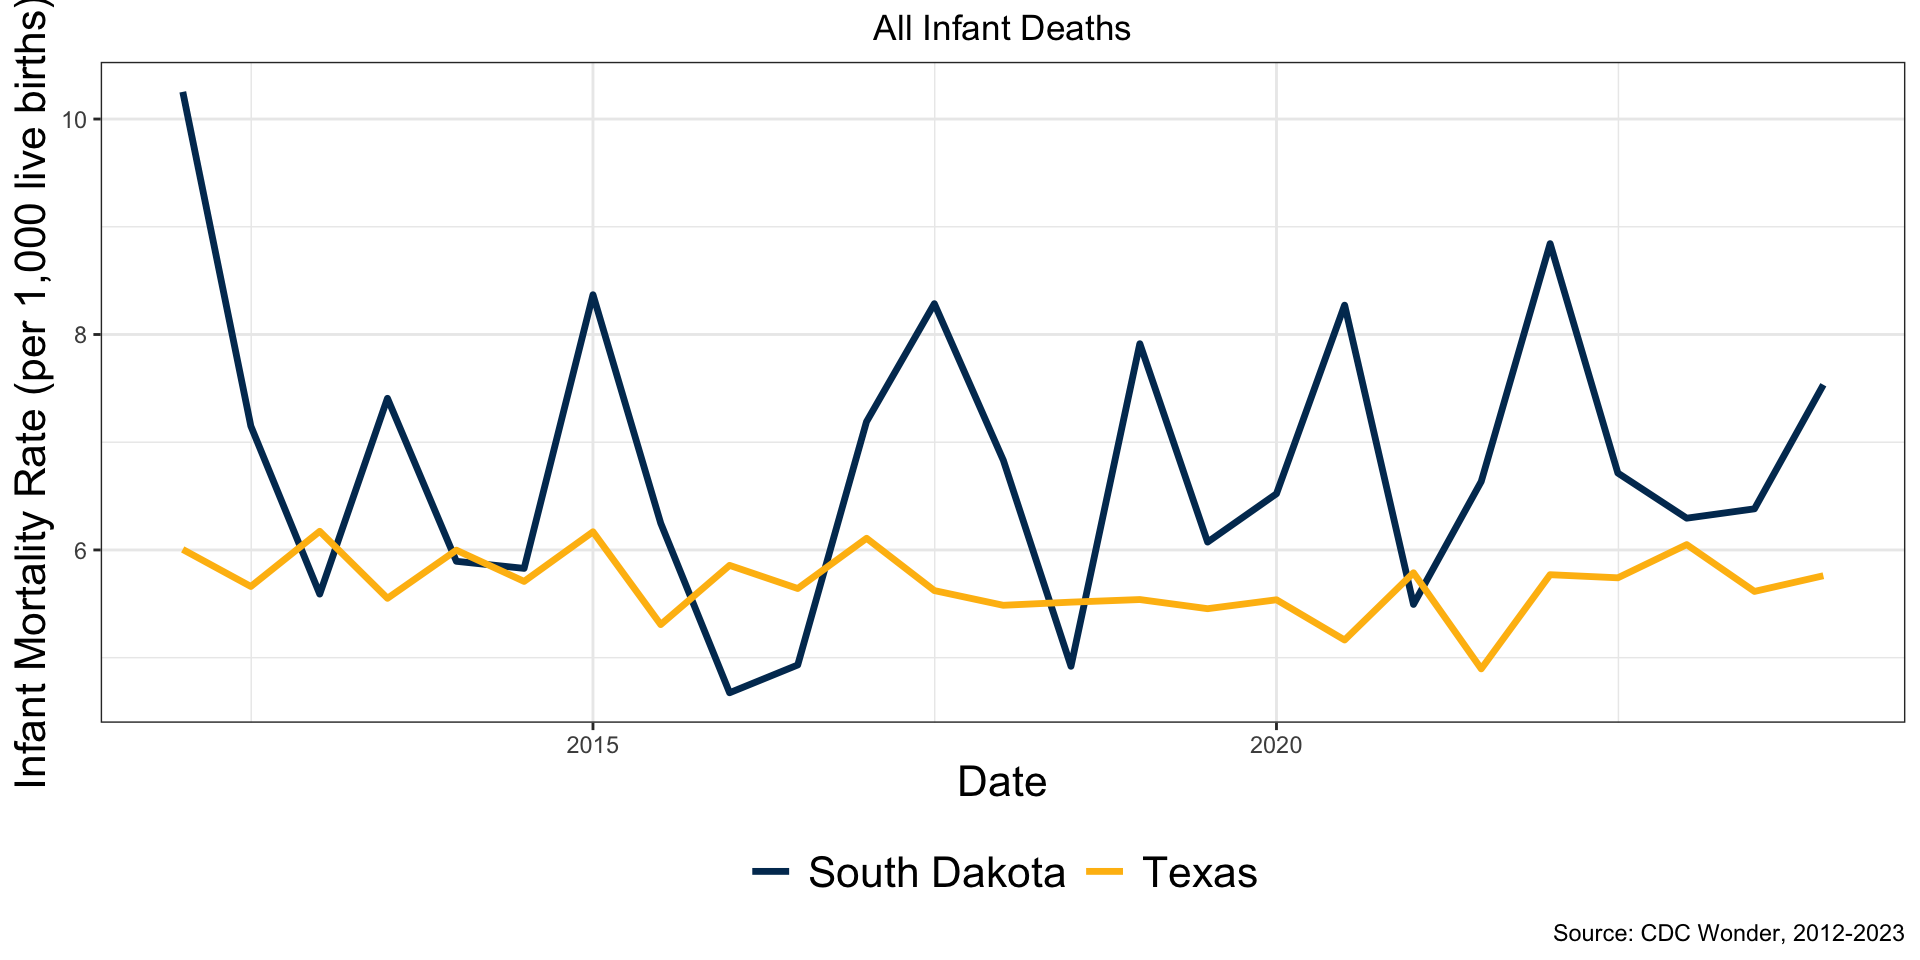 All Infant Deaths
Infant Mortality Rate (per 1,000 live births)
10
8
6
2015 2020
Date
South Dakota Texas
Source: CDC Wonder, 2012-2023